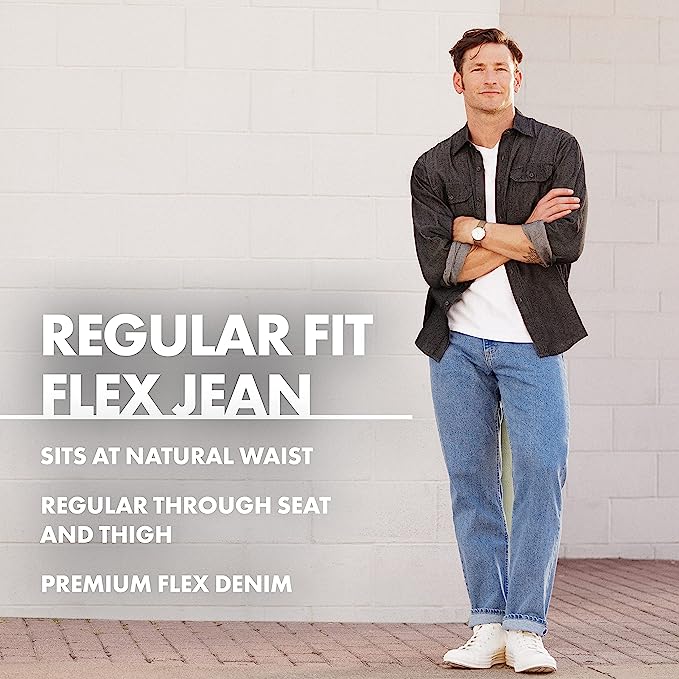 REGULAR FIT
FLEX JEAN
SITS AT NATURAL WAIST
REGULAR THROUGH SEAT
AND THIGH
PREMIUM FLEX DENIM